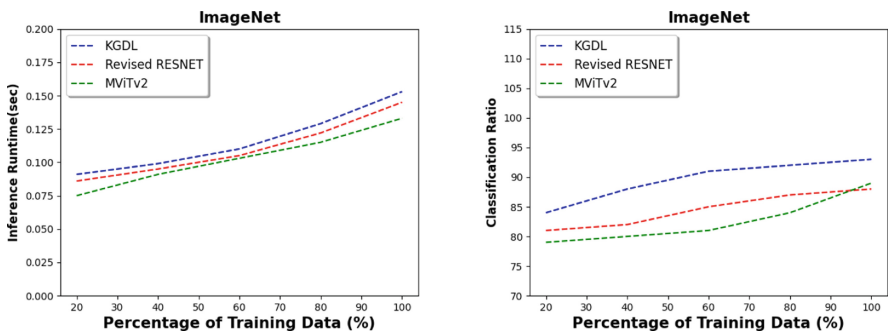 ImageNet
0.200
0.175
0.150
0.125
0.100
0.075
0.050
0.025
0.000
Inference Runtime(sec)
KGDL
Revised RESNET
MViTv2
20 30 40 50 60 70 80 90 100
Percentage of Training Data (%)
ImageNet
115
110
105
100
95
90
85
80
75
70
Classification Ratio
KGDL
Revised RESNET
MViTv2
20 30 40 50 60 70 80 90 100
Percentage of Training Data (%)